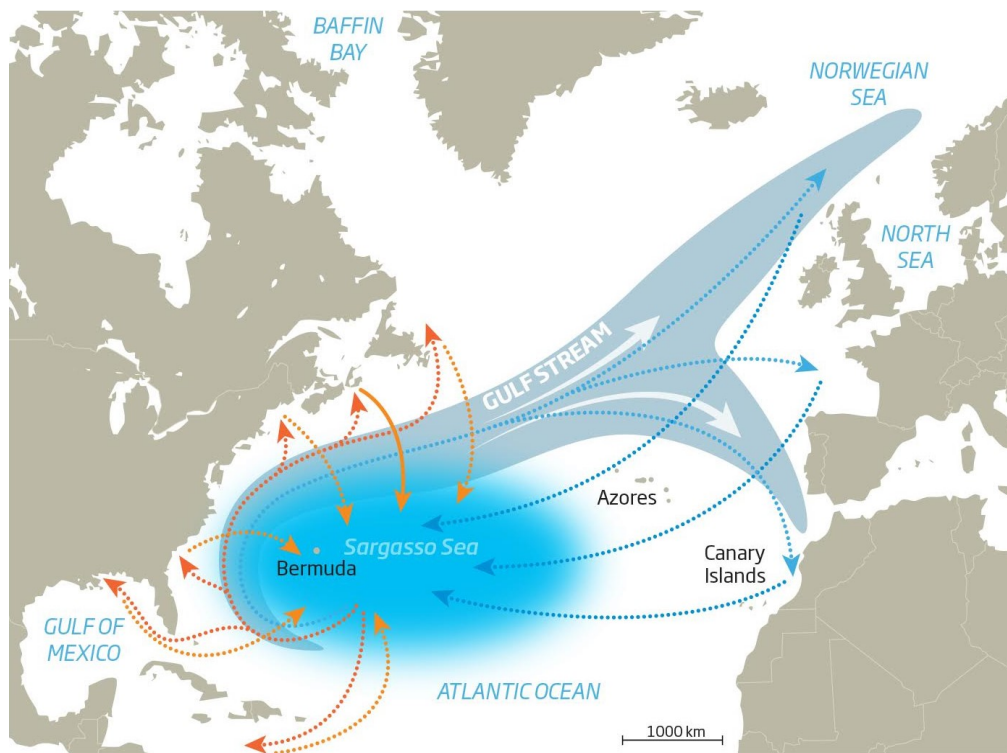 BAFFIN
BAY
NORWEGIAN
SEA
NORTH
SEA
GULF STREAM
Azores
Sargasso Sea
Bermuda
Canary
Islands
GULF OF
MEXICO
ATLANTIC OCEAN
1000 km